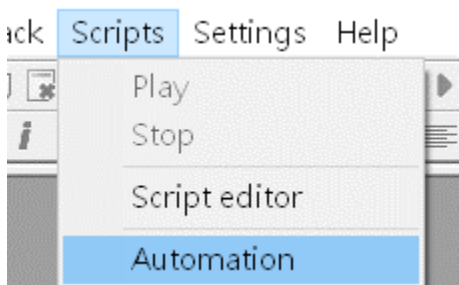 ack Scripts Settings Help
Play
Stop
Script editor
Automation